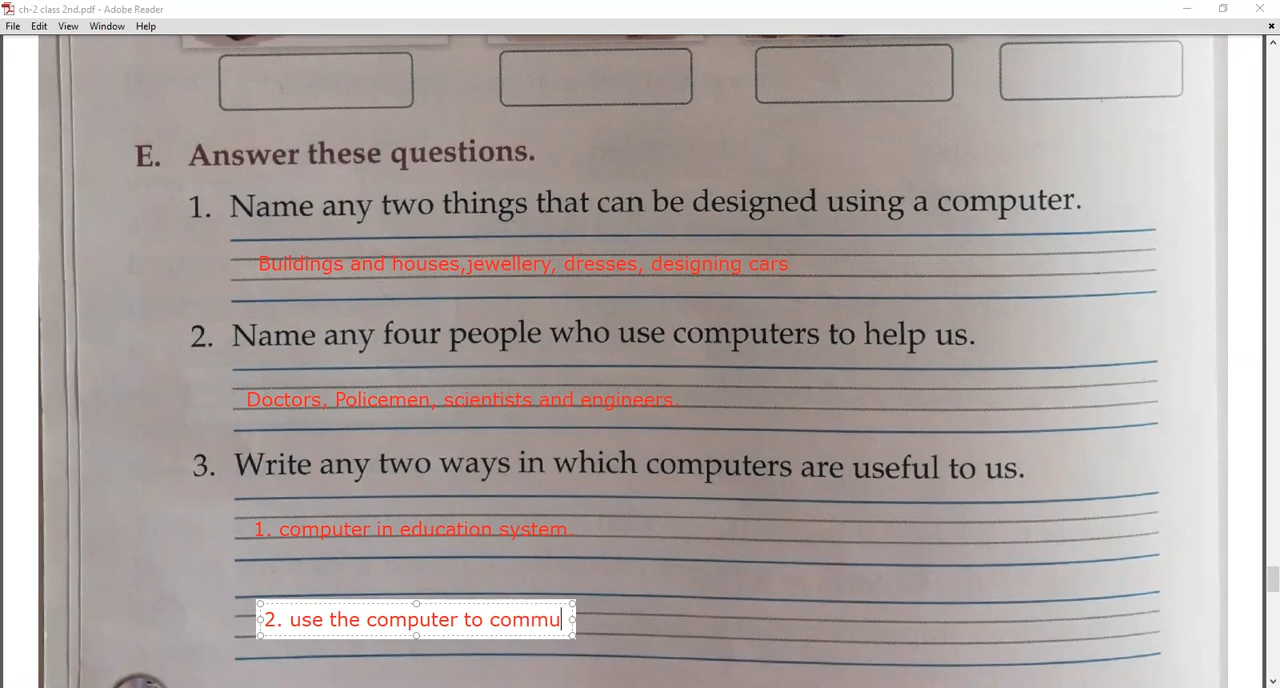 ch-2 class 2nd.pdf - Adobe Reader
File Edit View Window Help
E. Answer these questions.
1. Name any two things that can be designed using a computer.
Buildings and houses,jewellery, dresses, designing cars
2. Name any four people who use computers to help us.
Doctors, Policemen, scientists and engineers.
3. Write any two ways in which computers are useful to us.
1. computer in education system.
2. use the computer to commu